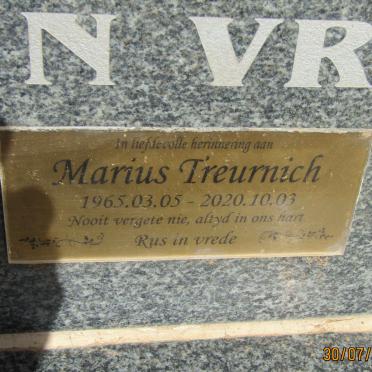 N VR
In liefdevolle herinnering aan
Marius Treurnich
1965.03.05 - 2020.10.03
Nooit vergete nie, altyd in ons hart
Rus in vrede
30/07/